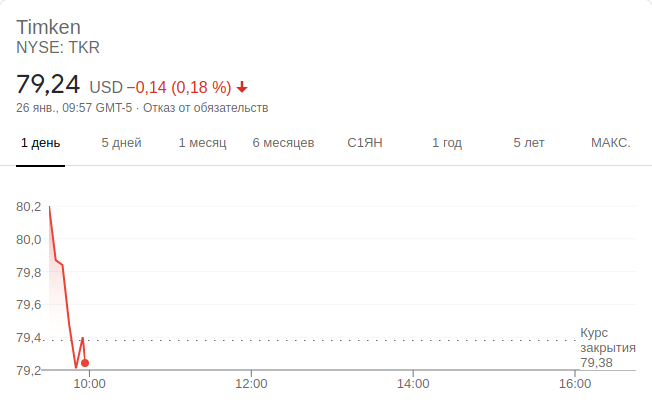 Timken
NYSE: TKR
79,24 USD −0,14 (0,18 %)
26 янв., 09:57 GMT-5 · Отказ от обязательств
1 день 5 дней 1 месяц 6 месяцев С1ЯН 1 год 5 лет МАКС.
80,2
80,0
79,8
79,6
79,4
79,2
Курс
закрытия
79,38
10:00 12:00 14:00 16:00